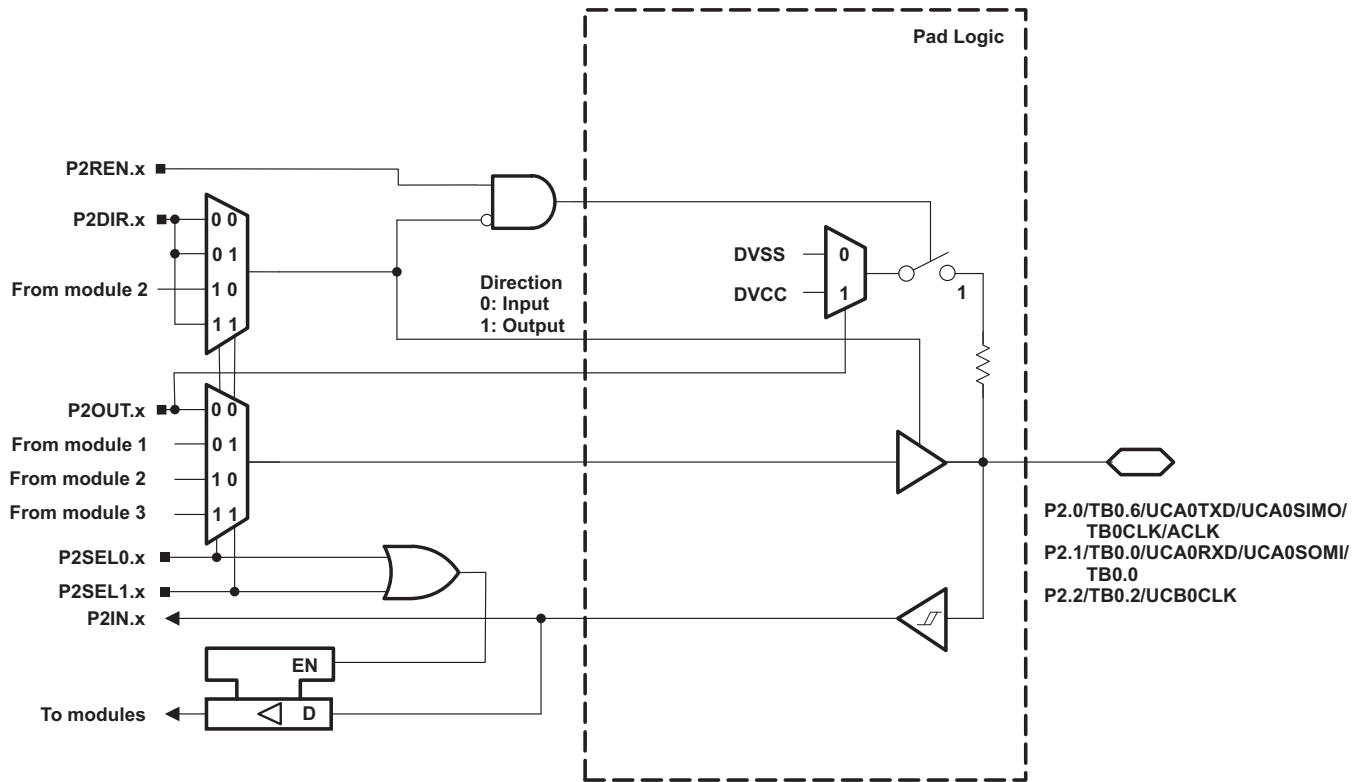 Pad Logic
P2REN.x
P2DIR.x
0 0
0 1
From module 2
1 0
1 1
Direction
0: Input
1: Output
DVSS
0
DVCC
1
1
P2OUT.x
0 0
From module 1
0 1
From module 2
1 0
From module 3
1 1
P2SEL0.x
P2SEL1.x
P2IN.x
EN
To modules
D
P2.0/TB0.6/UCA0TXD/UCA0SIMO/
TB0CLK/ACLK
P2.1/TB0.0/UCA0RXD/UCA0SOMI/
TB0.0
P2.2/TB0.2/UCB0CLK